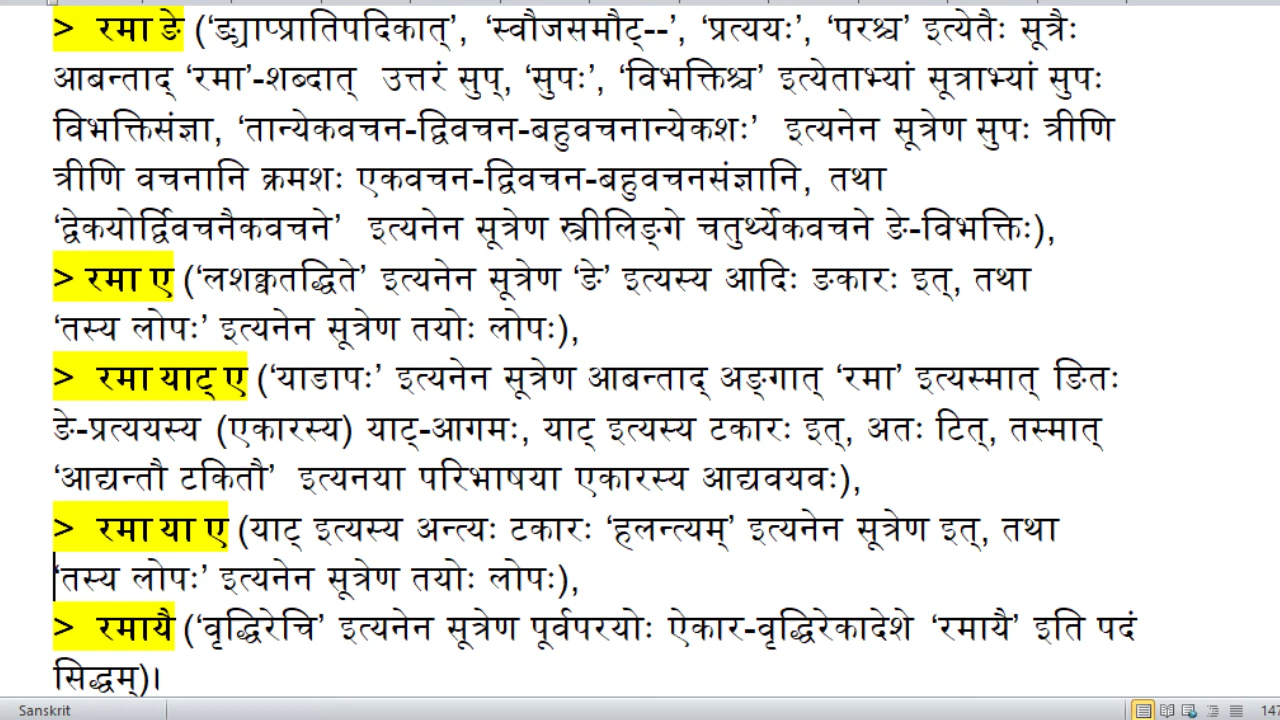 > रमा ङे (‘ङ्याप्प्रातिपदिकात्’, ‘स्वौजसमौट्--’, ‘प्रत्ययः’, ‘परश्च’ इत्येतैः सूत्रैः
आबन्ताद् ‘रमा’-शब्दात् उत्तरं सुप्, ‘सुपः’, ‘विभक्तिश्च’ इत्येताभ्यां सूत्राभ्यां सुपः
विभक्तिसंज्ञा, ‘तान्येकवचन-द्विवचन-बहुवचनान्येकशः’ इत्यनेन सूत्रेण सुपः त्रीणि
त्रीणि वचनानि क्रमशः एकवचन-द्विवचन-बहुवचनसंज्ञानि, तथा
‘द्वेकयोर्द्विवचनैकवचने’ इत्यनेन सूत्रेण स्त्रीलिङ्गे चतुर्थ्येकवचने ङे-विभक्तिः),
> रमा ए (‘लशक्वतद्धिते’ इत्यनेन सूत्रेण ‘ङे’ इत्यस्य आदिः ङकारः इत्, तथा
‘तस्य लोपः’ इत्यनेन सूत्रेण तयोः लोपः),
> रमा याट् ए (‘याडापः’ इत्यनेन सूत्रेण आबन्ताद् अङ्गात् ‘रमा’ इत्यस्मात् ङितः
ङे-प्रत्ययस्य (एकारस्य) याट्-आगमः, याट् इत्यस्य टकारः इत्, अतः टित्, तस्मात्
‘आद्यन्तौ टकितौ’ इत्यनया परिभाषया एकारस्य आद्यवयवः),
> रमा या ए (याट् इत्यस्य अन्त्यः टकारः ‘हलन्त्यम्’ इत्यनेन सूत्रेण इत्, तथा
‘तस्य लोपः’ इत्यनेन सूत्रेण तयोः लोपः),
> रमायै (‘वृद्धिरेचि’ इत्यनेन सूत्रेण पूर्वपरयोः ऐकार-वृद्धिरेकादेशे ‘रमायै’ इति पदं
सिद्धम्)।
Sanskrit
147